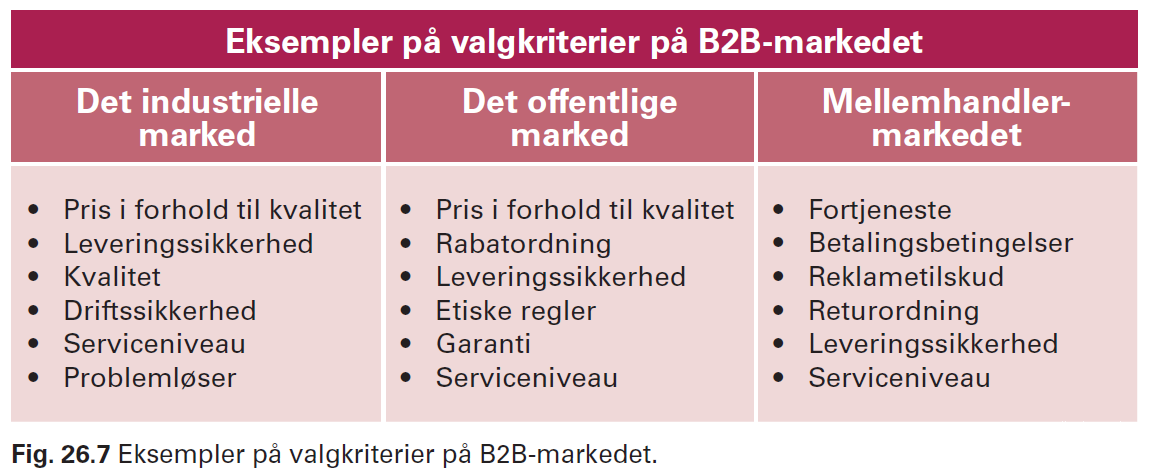 Eksempler på valgkriterier på B2B-markedet
Det industrielle
marked
Det offentlige
marked
Mellemhandler-
markedet
• Pris i forhold til kvalitet
• Leveringssikkerhed
• Kvalitet
• Driftssikkerhed
• Serviceniveau
• Problemløser
• Pris i forhold til kvalitet
• Rabatordning
• Leveringssikkerhed
• Etiske regler
• Garanti
• Serviceniveau
• Fortjeneste
• Betalingsbetingelser
• Reklametilskud
• Returordning
• Leveringssikkerhed
• Serviceniveau
Fig. 26.7 Eksempler på valgkriterier på B2B-markedet.